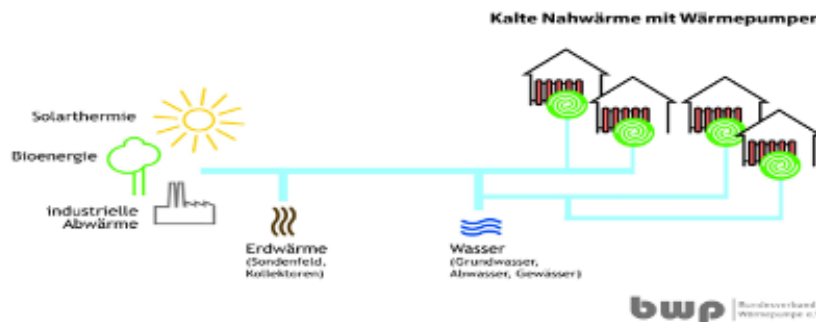 Kalte Nahwärme mit Wärmepumpen
Solarthermie
Bioenergie
industrielle
Abwärme
Erdwärme
(Sondenfeld,
Kollektoren)
Wasser
(Grundwasser,
Abwasser, Gewässer)
bwp
Bundesverband
Wärmepumpe e.V.